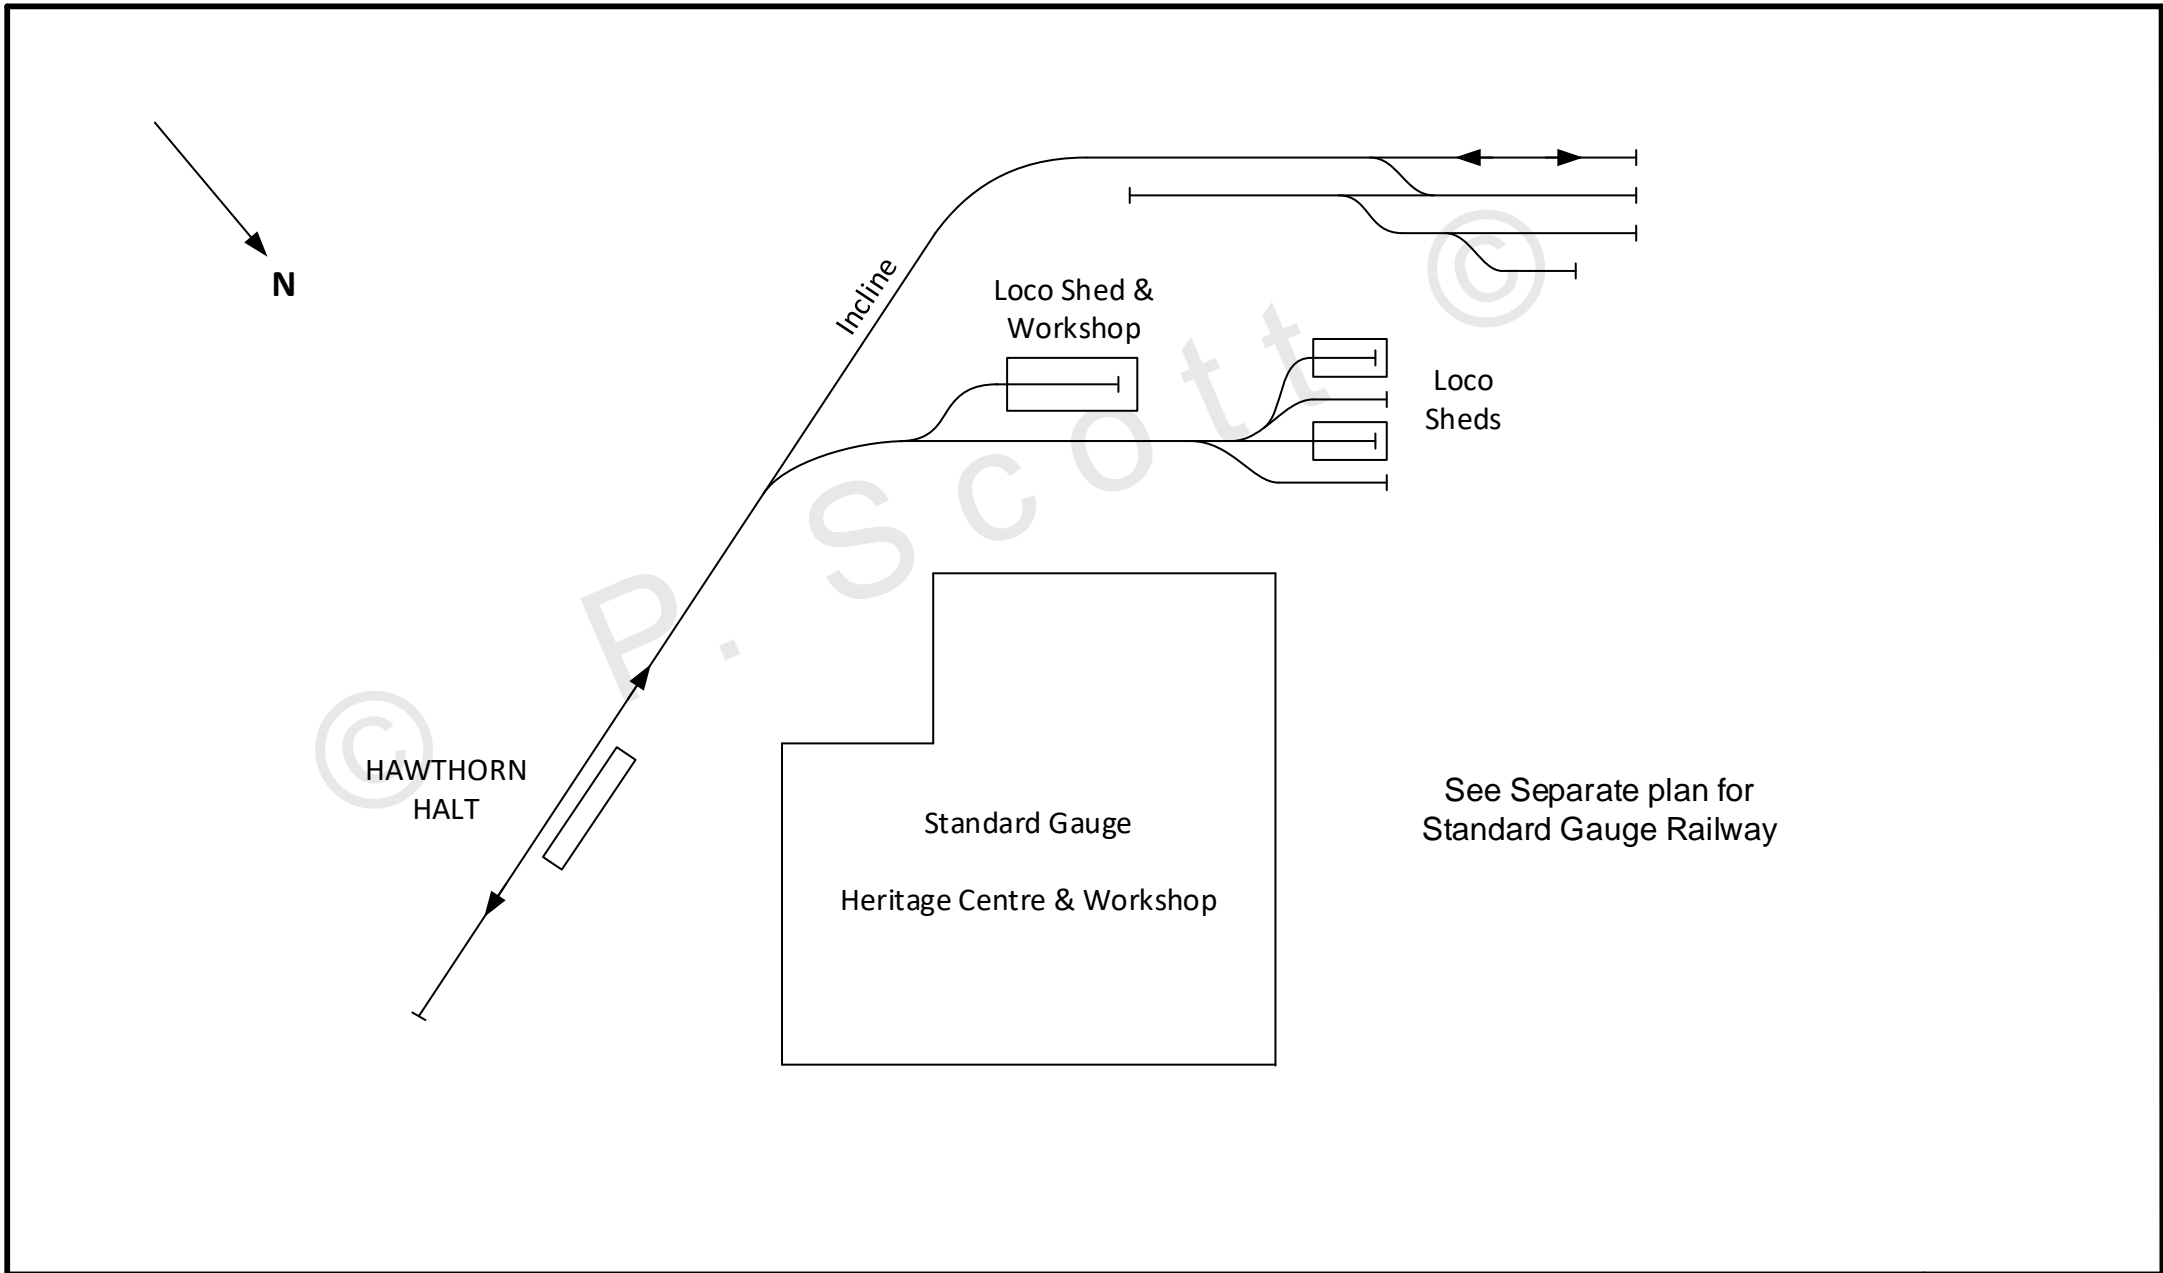 N
Incline
Loco Shed &
Workshop
Loco
Sheds
© P. Scott ©
HAWTHORN
HALT
Standard Gauge
Heritage Centre & Workshop
See Separate plan for
Standard Gauge Railway